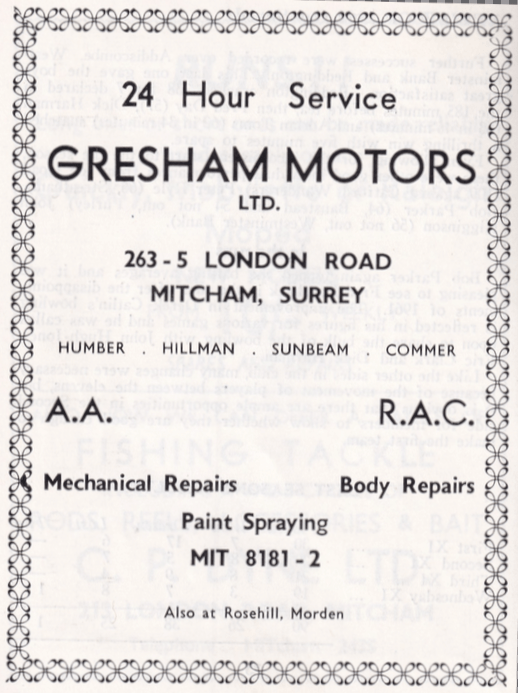 24 Hour Service
GRESHAM MOTORS
LTD.
263-5 LONDON ROAD
MITCHAM, SURREY
HUMBER . HILLMAN . SUNBEAM . COMMER
A.A. R.A.C.
Mechanical Repairs Body Repairs
Paint Spraying
MIT 8181-2
Also at Rosehill, Morden